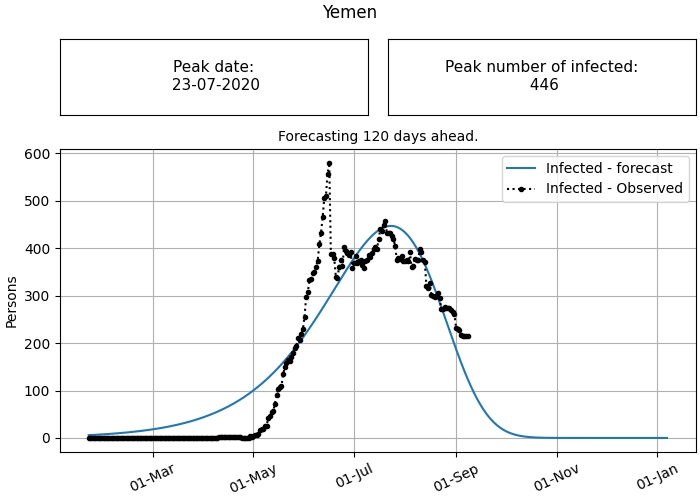 Yemen
Peak date:
23-07-2020
Peak number of infected:
446
Forecasting 120 days ahead.
Infected - forecast
Infected - Observed
Persons
600
500
400
300
200
100
0
01-Mar
01-May
01-Jul
01-Sep
01-Nov
01-Jan